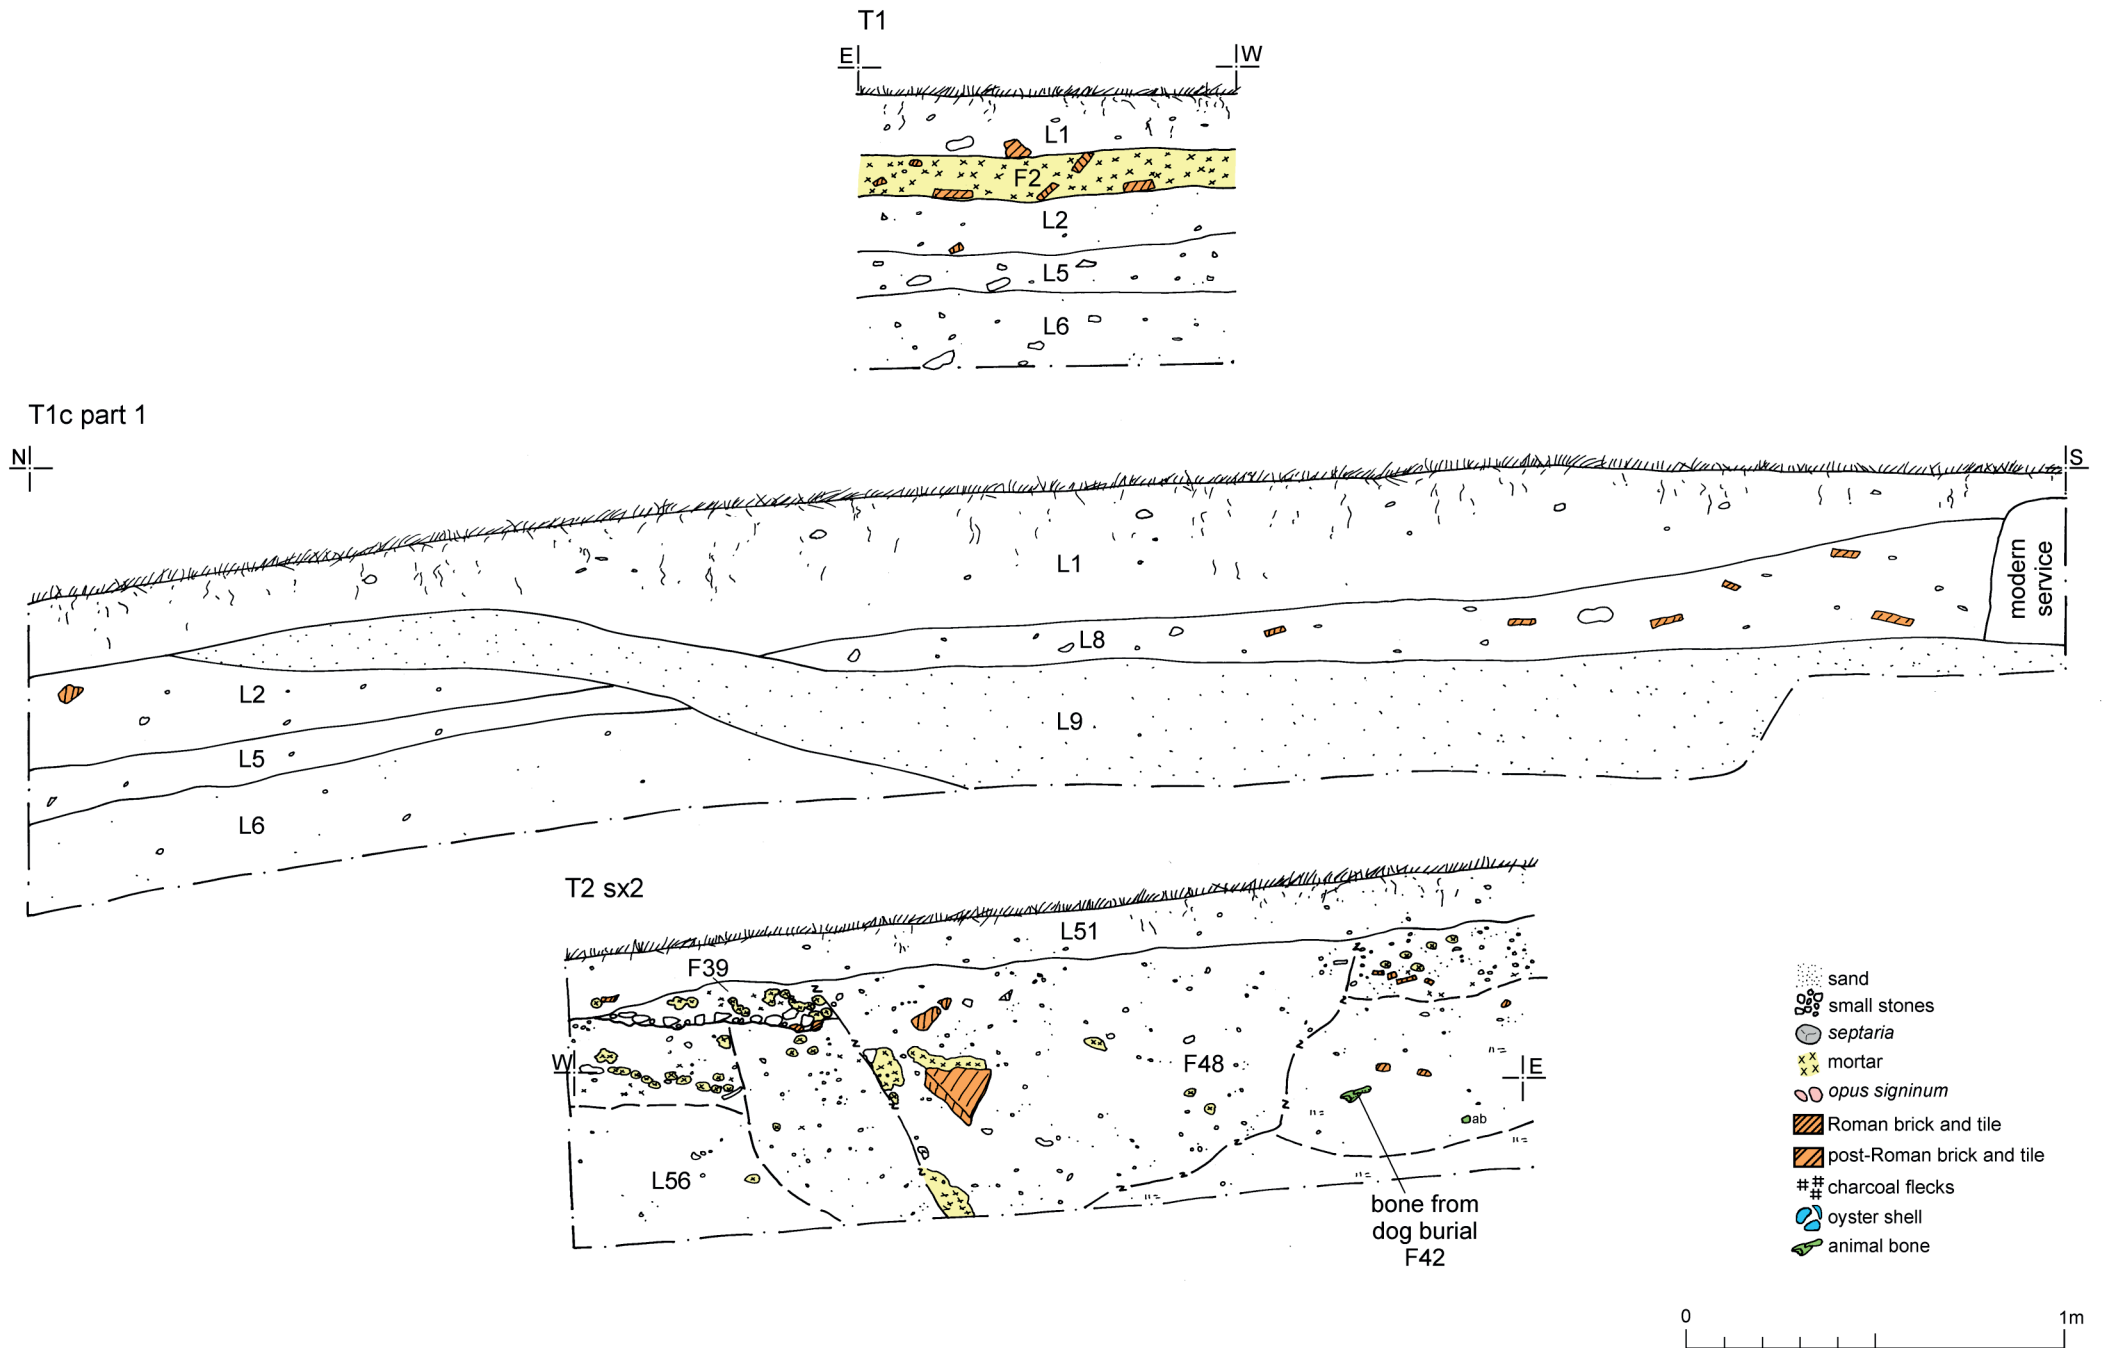 T1
E W
L1
F2
L2
L5
L6
T1c part 1
N S
L1
modern
service
L8
L2
L9
L5
L6
T2 sx2
L51
F39
W F48 E
ab
L56
bone from
dog burial
F42
sand
small stones
septaria
mortar
opus signinum
Roman brick and tile
post-Roman brick and tile
charcoal flecks
oyster shell
animal bone
0 1m